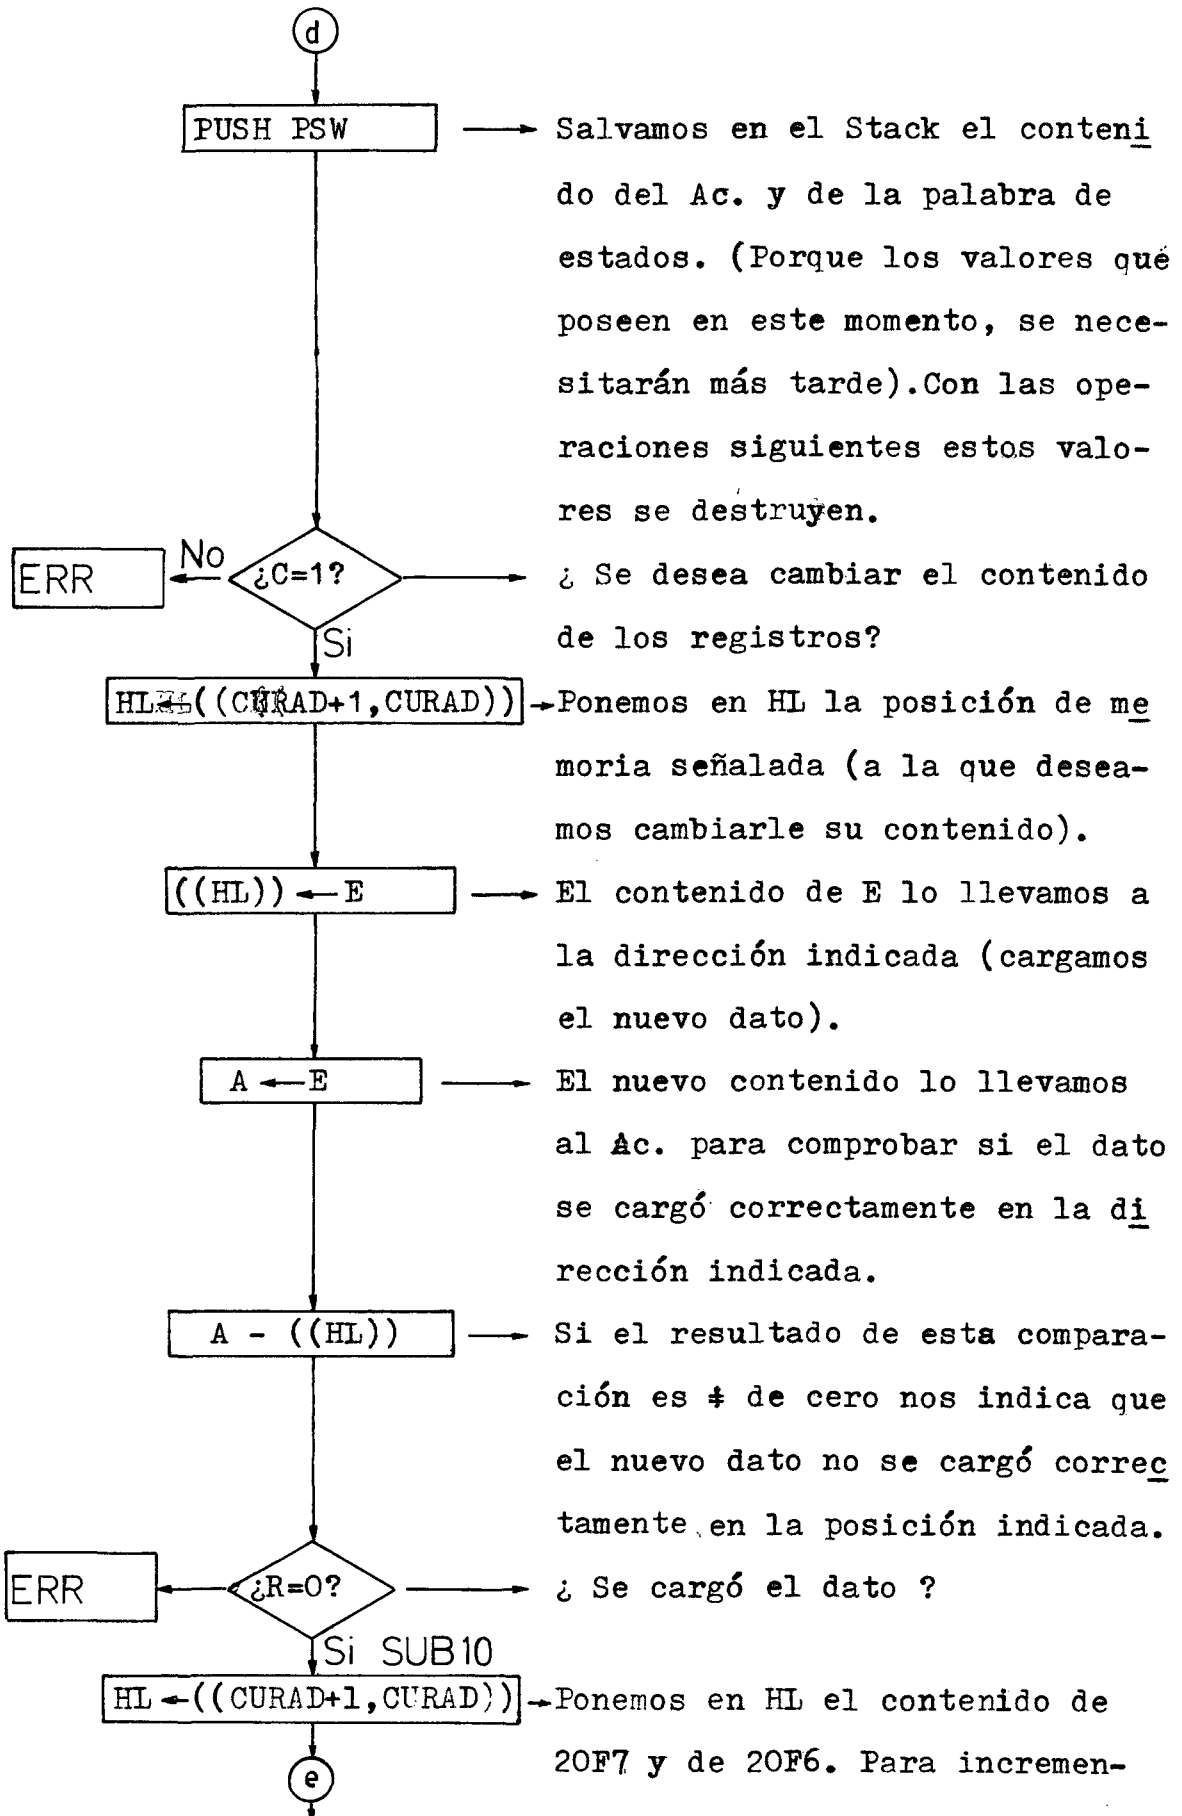 d
PUSH PSW
Salvamos en el Stack el conteni
do del Ac. y de la palabra de
estados. (Porque los valores que
poseen en este momento, se nece-
sitarán más tarde).Con las ope-
raciones siguientes estos valo-
res se destruyen.
ERR
No
¿C=1?
¿ Se desea cambiar el contenido
de los registros?
Si
HL ← ((CURAD+1,CURAD))
Ponemos en HL la posición de me
moria señalada (a la que desea-
mos cambiarle su contenido).
((HL)) ← E
El contenido de E lo llevamos a
la dirección indicada (cargamos
el nuevo dato).
A ← E
El nuevo contenido lo llevamos
al Ac. para comprobar si el dato
se cargó correctamente en la di
rección indicada.
A - ((HL))
Si el resultado de esta compara-
ción es ≠ de cero nos indica que
el nuevo dato no se cargó correc
tamente en la posición indicada.
ERR
¿R=0?
¿ Se cargó el dato ?
Si SUB10
HL ← ((CURAD+1,CURAD))
Ponemos en HL el contenido de
20F7 y de 20F6. Para incremen-
e